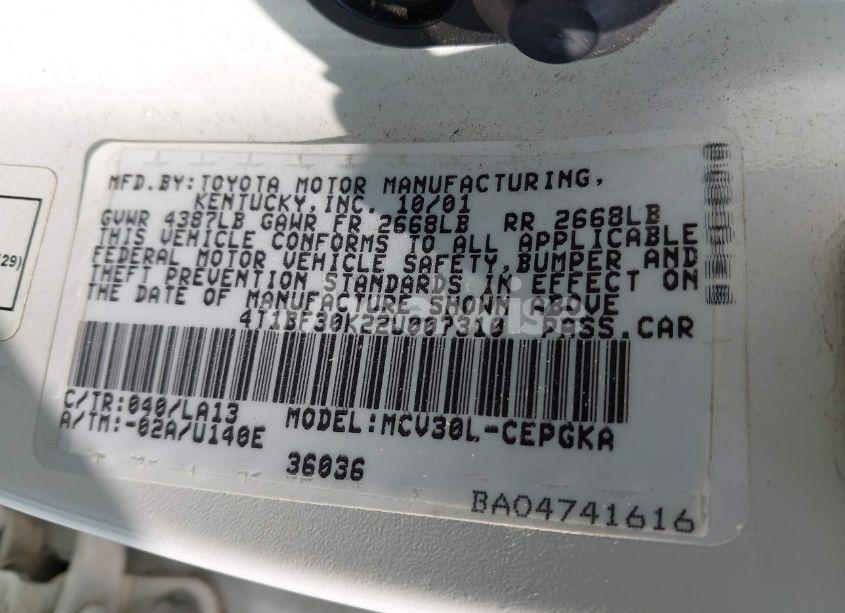 MFD.BY:TOYOTA MOTOR MANUFACTURING,
KENTUCKY,INC. 10/01
GVWR 4387LB GAWR FR 2668LB RR 2668LB
THIS VEHICLE CONFORMS TO ALL APPLICABLE
FEDERAL MOTOR VEHICLE SAFETY,BUMPER AND
THEFT PREVENTION STANDARDS IN EFFECT ON
THE DATE OF MANUFACTURE SHOWN ABOVE
4T1BF30K22U007310 PASS.CAR
C/TR:040/LA13 MODEL:MCV30L-CEPGKA
A/TM:-02A/U140E
36036
BA04741616
29)